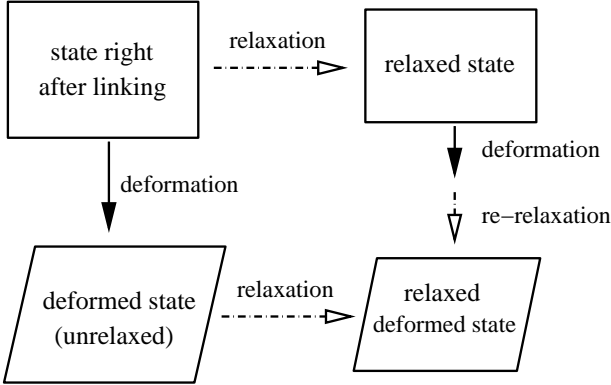 state right
after linking
relaxation
relaxed state
deformation
deformation
re−relaxation
deformed state
(unrelaxed)
relaxation
relaxed
deformed state